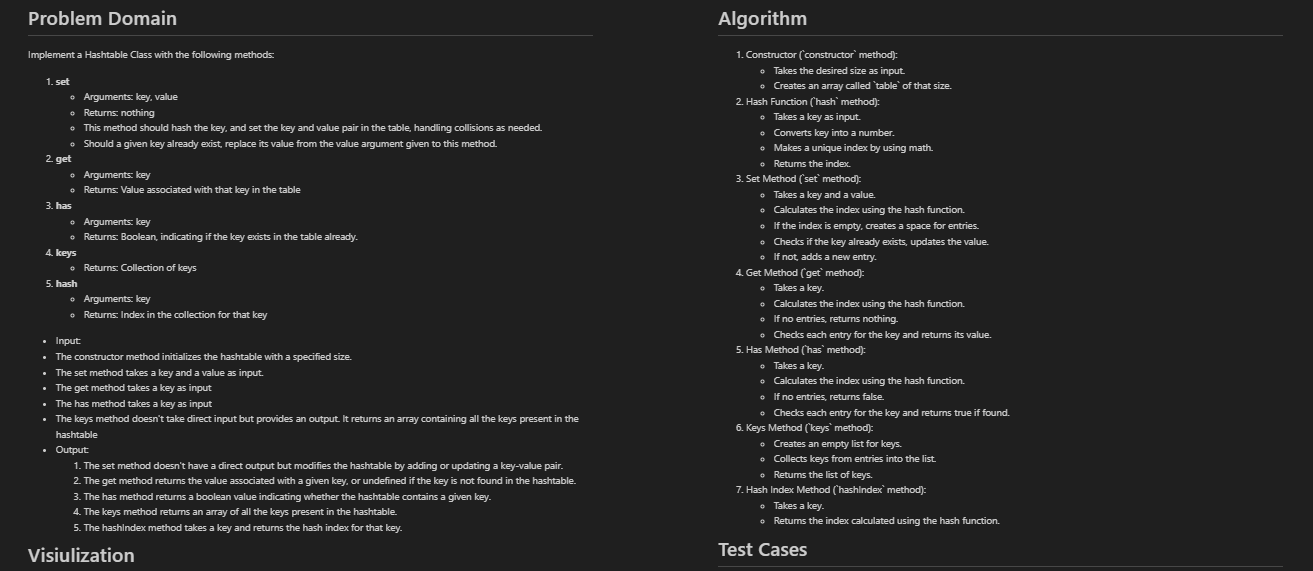 Problem Domain
Implement a Hashtable Class with the following methods:
1. set
◦ Arguments: key, value
◦ Returns: nothing
◦ This method should hash the key, and set the key and value pair in the table, handling collisions as needed.
◦ Should a given key already exist, replace its value from the value argument given to this method.
2. get
◦ Arguments: key
◦ Returns: Value associated with that key in the table
3. has
◦ Arguments: key
◦ Returns: Boolean, indicating if the key exists in the table already.
4. keys
◦ Returns: Collection of keys
5. hash
◦ Arguments: key
◦ Returns: Index in the collection for that key
• Input:
• The constructor method initializes the hashtable with a specified size.
• The set method takes a key and a value as input.
• The get method takes a key as input
• The has method takes a key as input
• The keys method doesn't take direct input but provides an output. It returns an array containing all the keys present in the
hashtable
• Output:
1. The set method doesn't have a direct output but modifies the hashtable by adding or updating a key-value pair.
2. The get method returns the value associated with a given key, or undefined if the key is not found in the hashtable.
3. The has method returns a boolean value indicating whether the hashtable contains a given key.
4. The keys method returns an array of all the keys present in the hashtable.
5. The hashIndex method takes a key and returns the hash index for that key.
Visiulization
Algorithm
1. Constructor (`constructor` method):
◦ Takes the desired size as input.
◦ Creates an array called `table` of that size.
2. Hash Function (`hash` method):
◦ Takes a key as input.
◦ Converts key into a number.
◦ Makes a unique index by using math.
◦ Returns the index.
3. Set Method (`set` method):
◦ Takes a key and a value.
◦ Calculates the index using the hash function.
◦ If the index is empty, creates a space for entries.
◦ Checks if the key already exists, updates the value.
◦ If not, adds a new entry.
4. Get Method (`get` method):
◦ Takes a key.
◦ Calculates the index using the hash function.
◦ If no entries, returns nothing.
◦ Checks each entry for the key and returns its value.
5. Has Method (`has` method):
◦ Takes a key.
◦ Calculates the index using the hash function.
◦ If no entries, returns false.
◦ Checks each entry for the key and returns true if found.
6. Keys Method (`keys` method):
◦ Creates an empty list for keys.
◦ Collects keys from entries into the list.
◦ Returns the list of keys.
7. Hash Index Method (`hashIndex` method):
◦ Takes a key.
◦ Returns the index calculated using the hash function.
Test Cases